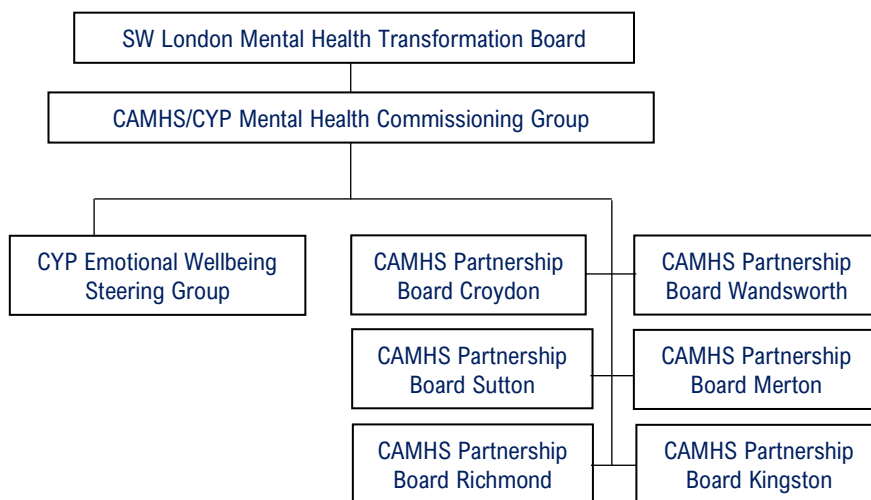 SW London Mental Health Transformation Board
CAMHS/CYP Mental Health Commissioning Group
CYP Emotional Wellbeing
Steering Group
CAMHS Partnership
Board Croydon
CAMHS Partnership
Board Wandsworth
CAMHS Partnership
Board Sutton
CAMHS Partnership
Board Merton
CAMHS Partnership
Board Richmond
CAMHS Partnership
Board Kingston